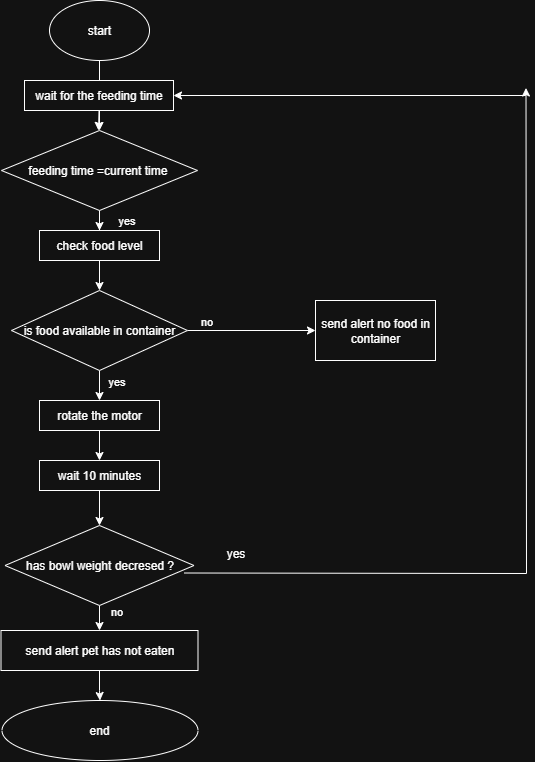 start
wait for the feeding time
feeding time =current time
yes
check food level
is food available in container
no
send alert no food in
container
yes
rotate the motor
wait 10 minutes
has bowl weight decresed ?
yes
no
send alert pet has not eaten
end